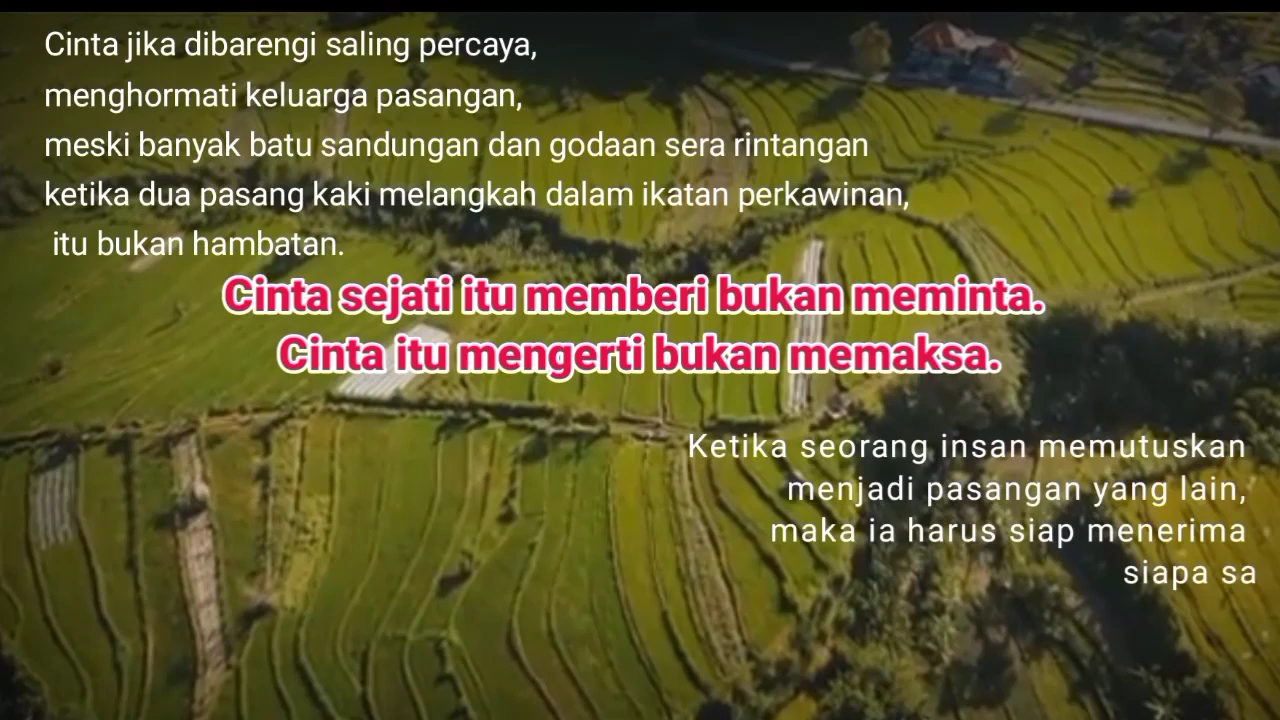 Cinta jika dibarengi saling percaya,
menghormati keluarga pasangan,
meski banyak batu sandungan dan godaan sera rintangan
ketika dua pasang kaki melangkah dalam ikatan perkawinan,
itu bukan hambatan.
Cinta sejati itu memberi bukan meminta.
Cinta itu mengerti bukan memaksa.
Ketika seorang insan memutuskan
menjadi pasangan yang lain,
maka ia harus siap menerima
siapa sa